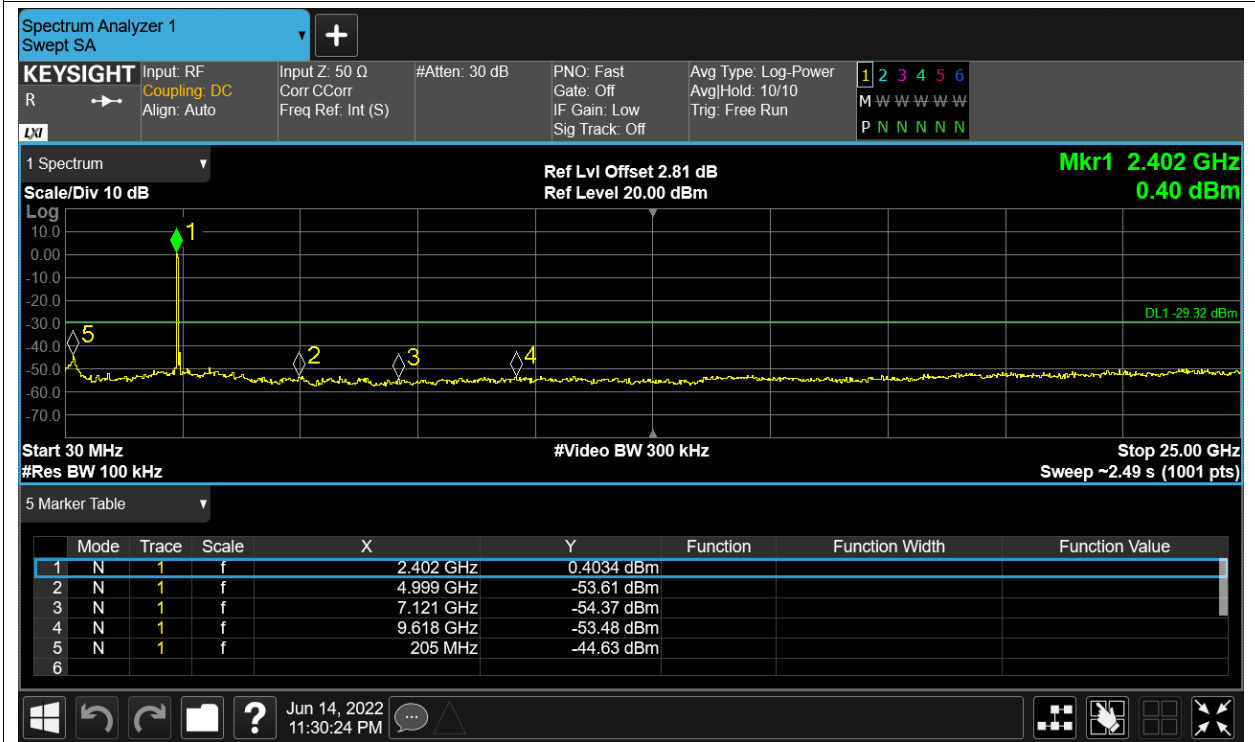 Spectrum Analyzer 1
Swept SA
+
KEYSIGHT
R
LXI
Input: RF
Coupling: DC
Align: Auto
Input Z: 50 Ω
Corr CCorr
Freq Ref: Int (S)
#Atten: 30 dB
PNO: Fast
Gate: Off
IF Gain: Low
Sig Track: Off
Avg Type: Log-Power
Avg|Hold: 10/10
Trig: Free Run
1 2 3 4 5 6
M W W W W W
P N N N N N
1 Spectrum
Scale/Div 10 dB
Ref Lvl Offset 2.81 dB
Ref Level 20.00 dBm
Mkr1 2.402 GHz
0.40 dBm
Log
10.0
0.00
-10.0
-20.0
-30.0
-40.0
-50.0
-60.0
-70.0
1
5
2
3
4
DL1 -29.32 dBm
Start 30 MHz
#Video BW 300 kHz
Stop 25.00 GHz
#Res BW 100 kHz
Sweep ~2.49 s (1001 pts)
5 Marker Table
Mode Trace Scale X Y Function Function Width Function Value
1 N 1 f 2.402 GHz 0.4034 dBm
2 N 1 f 4.999 GHz -53.61 dBm
3 N 1 f 7.121 GHz -54.37 dBm
4 N 1 f 9.618 GHz -53.48 dBm
5 N 1 f 205 MHz -44.63 dBm
6
?
Jun 14, 2022
11:30:24 PM